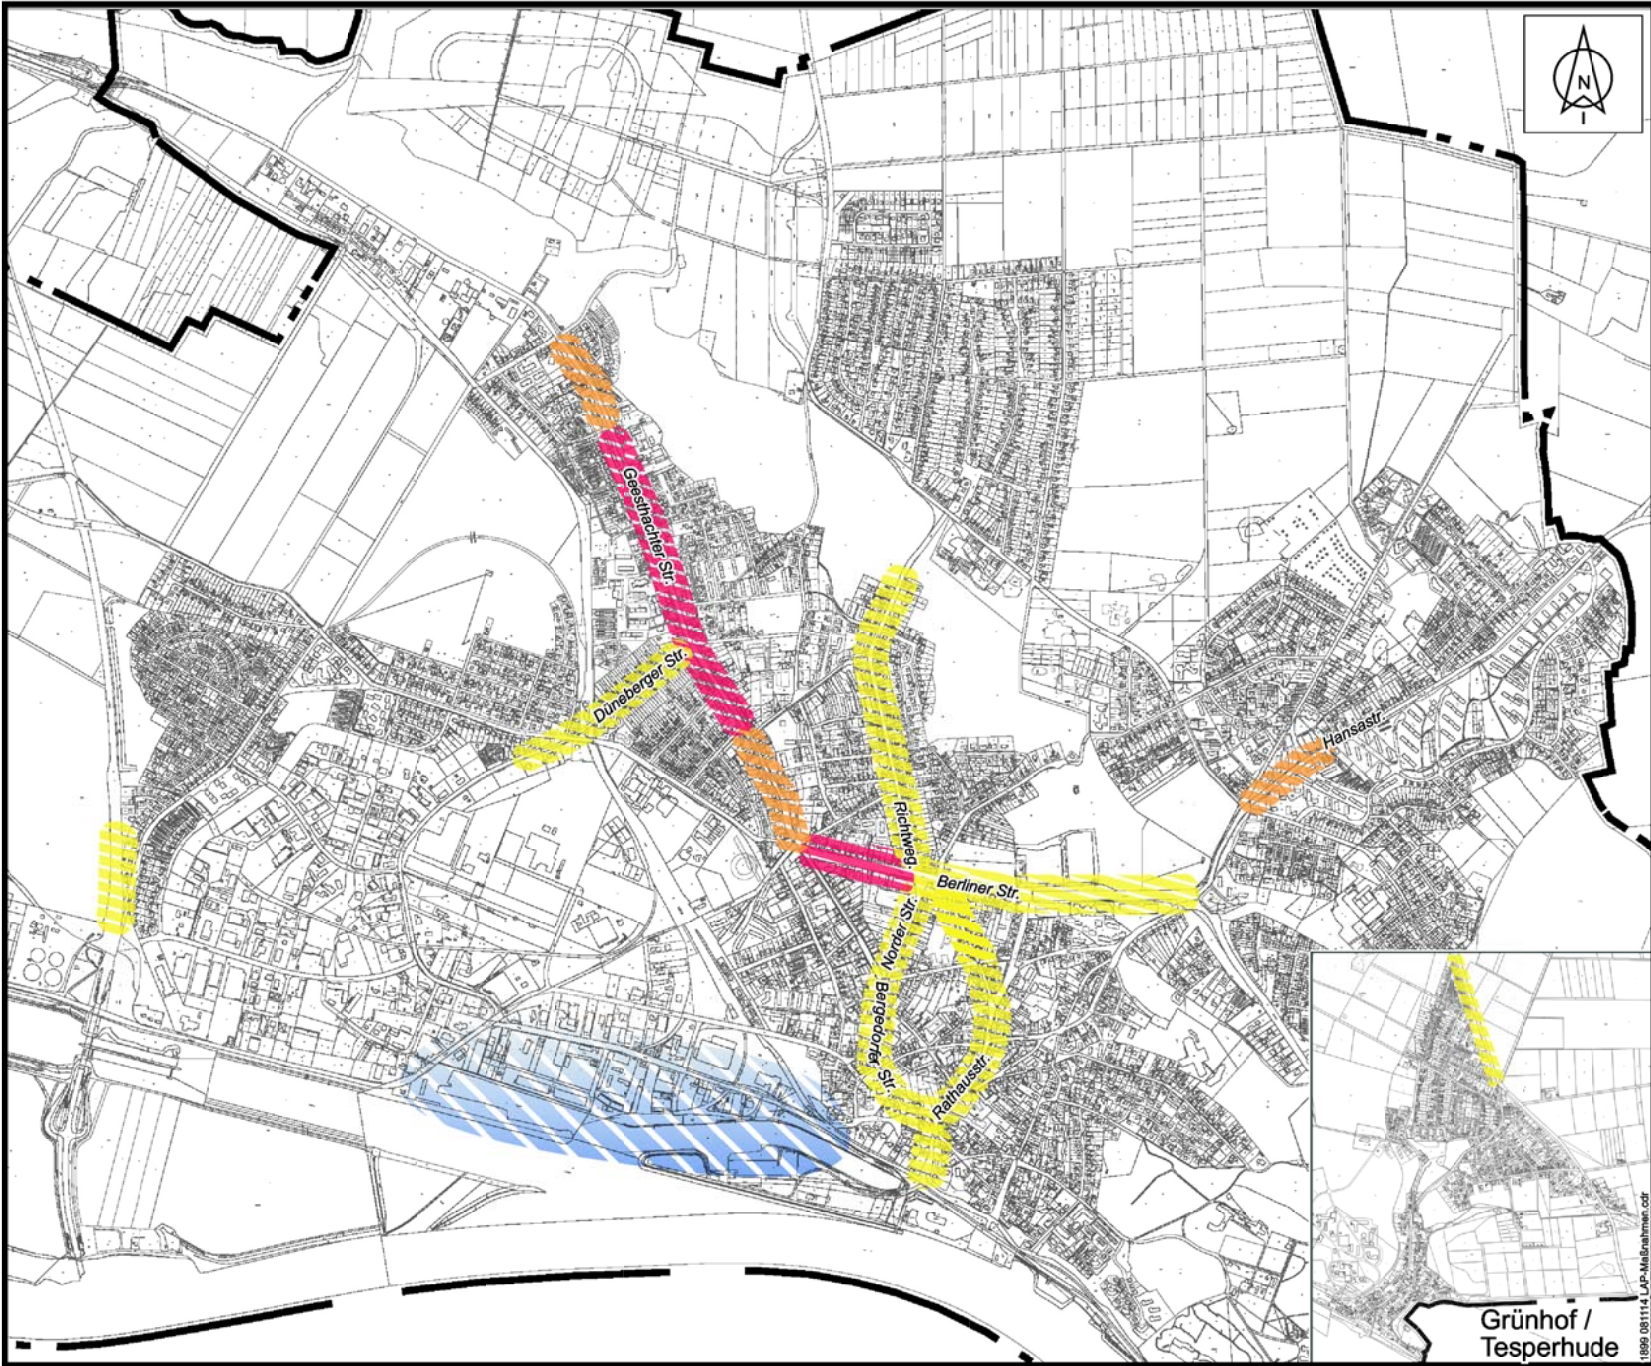 N
Geesthachter Str.
Düneberger Str.
Hansastr.
Richtweg.
Berliner Str.
Norder Str.
Bergedorfer Str.
Rathausstr.
Grünhof /
Tesperhude
1809 081114 LAP-Maßnahmen.cdr